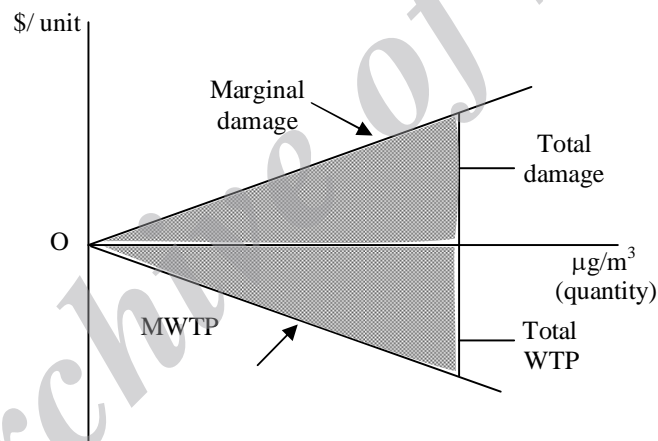 $/ unit
Marginal
damage
Total
damage
O
µg/m³
(quantity)
MWTP
Total
WTP